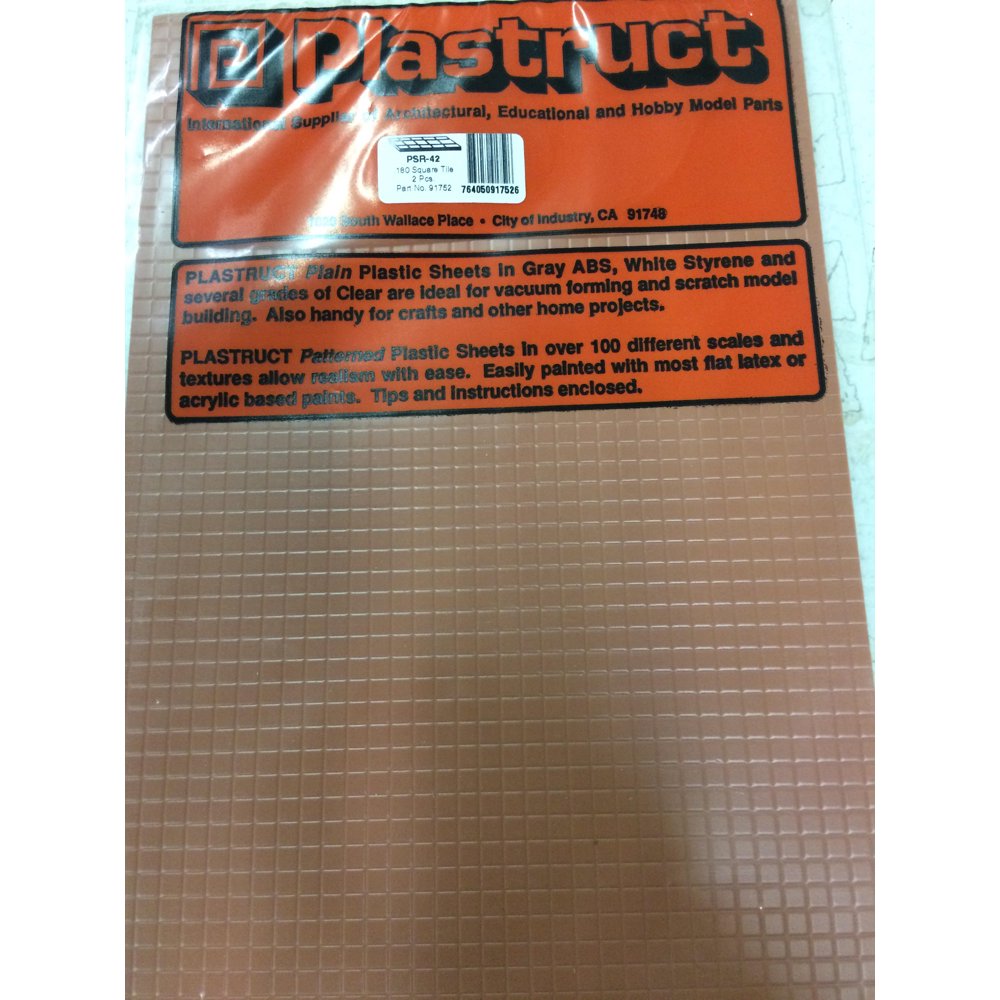 Plastruct
International Supplier of Architectural, Educational and Hobby Model Parts
PSR-42
180 Square Tile
2 Pcs
Part No. 91752
764050917526
South Wallace Place • City of Industry, CA 91748
PLASTRUCT Plain Plastic Sheets in Gray ABS, White Styrene and
several grades of Clear are ideal for vacuum forming and scratch model
building. Also handy for crafts and other home projects.
PLASTRUCT Patterned Plastic Sheets in over 100 different scales and
textures allow realism with ease. Easily painted with most flat latex or
acrylic based paints. Tips and instructions enclosed.